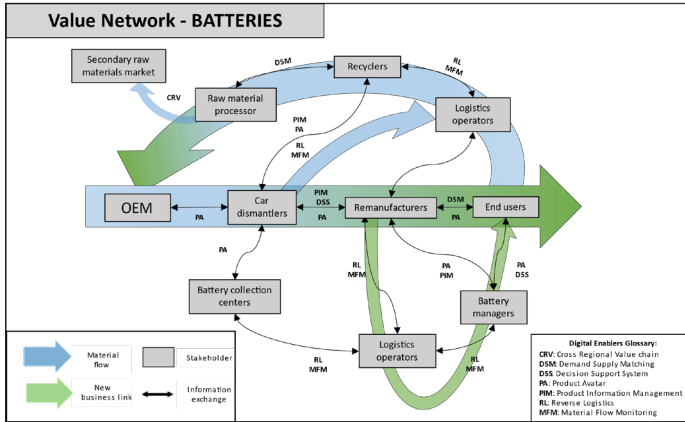 Value Network - BATTERIES
Secondary raw
materials market
DSM
Recyclers
RL
MFM
CRV
Raw material
processor
PIM
PA
RL
MFM
Logistics
operators
OEM
PA
Car
dismantlers
PIM
DSS
PA
Remanufacturers
DSM
PA
End users
PA
Battery collection
centers
RL
MFM
PA
PIM
PA
DSS
Battery
managers
Logistics
operators
RL
MFM
RL
MFM
Material
flow
Stakeholder
New
business link
Information
exchange
Digital Enablers Glossary:
CRV: Cross Regional Value chain
DSM: Demand Supply Matching
DSS: Decision Support System
PA: Product Avatar
PIM: Product Information Management
RL: Reverse Logistics
MFM: Material Flow Monitoring